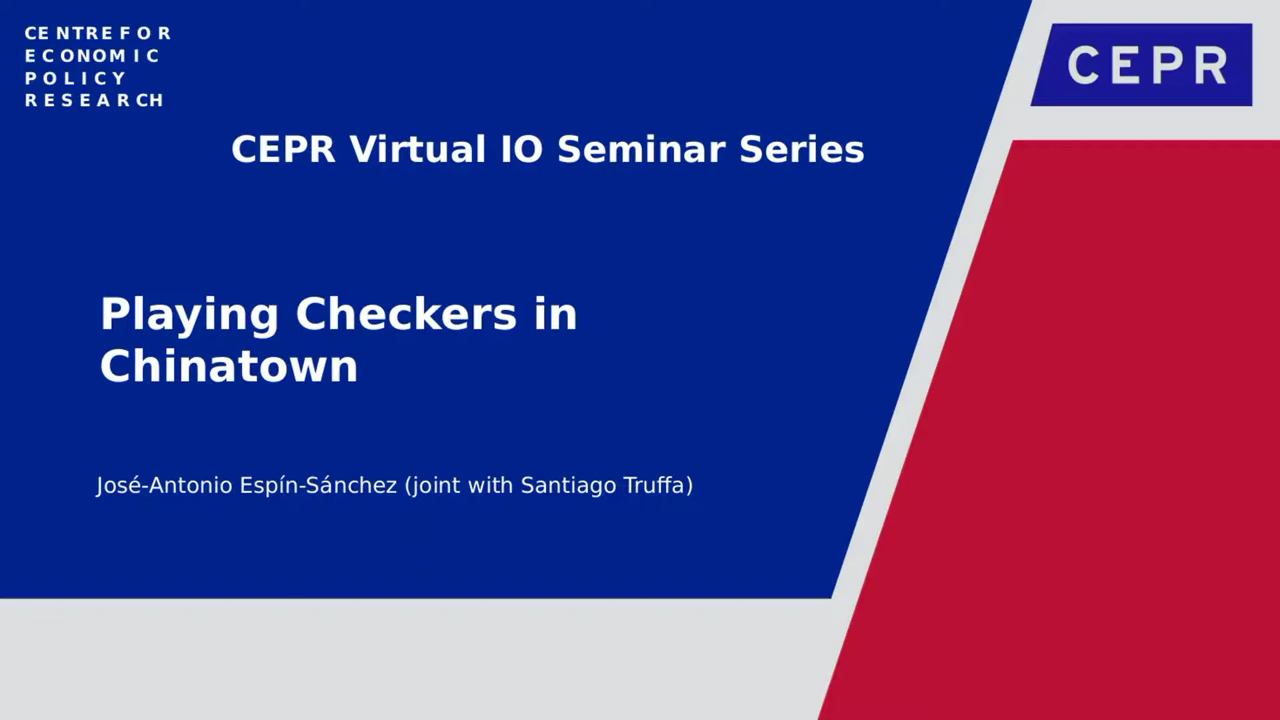 CENTRE FOR
ECONOMIC
POLICY
RESEARCH
CEPR
CEPR Virtual IO Seminar Series
Playing Checkers in
Chinatown
José-Antonio Espín-Sánchez (joint with Santiago Truffa)